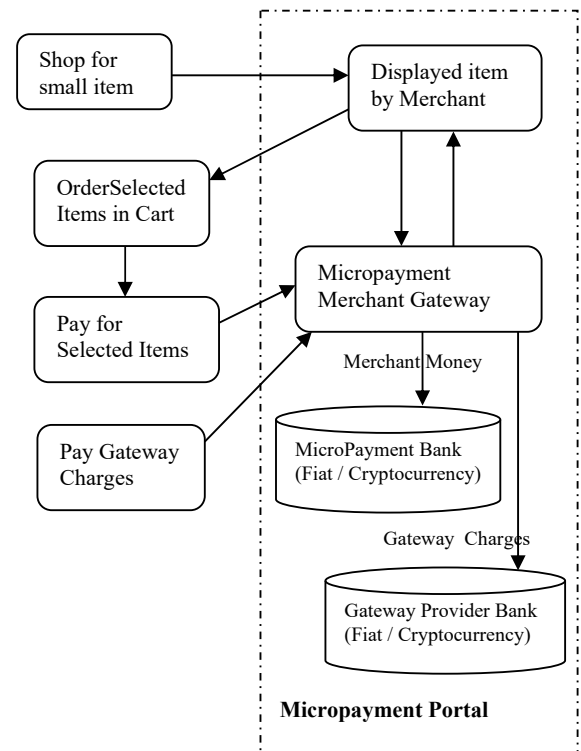 Shop for
small item
Displayed item
by Merchant
OrderSelected
Items in Cart
Micropayment
Merchant Gateway
Pay for
Selected Items
Merchant Money
Pay Gateway
Charges
MicroPayment Bank
(Fiat / Cryptocurrency)
Gateway Charges
Gateway Provider Bank
(Fiat / Cryptocurrency)
Micropayment Portal